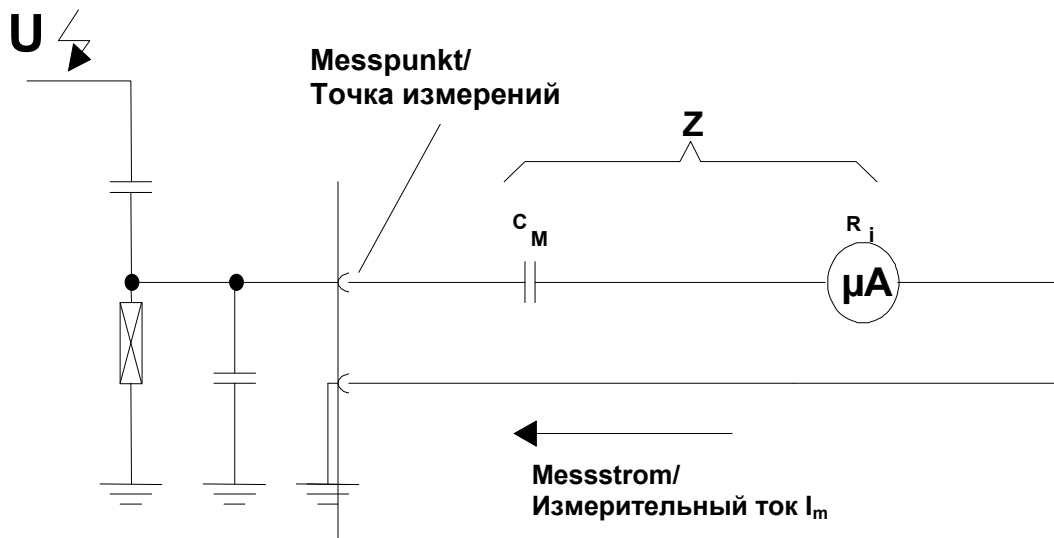 U
Messpunkt/
Точка измерений
Z
C M
R i
µA
Messstrom/
Измерительный ток Im